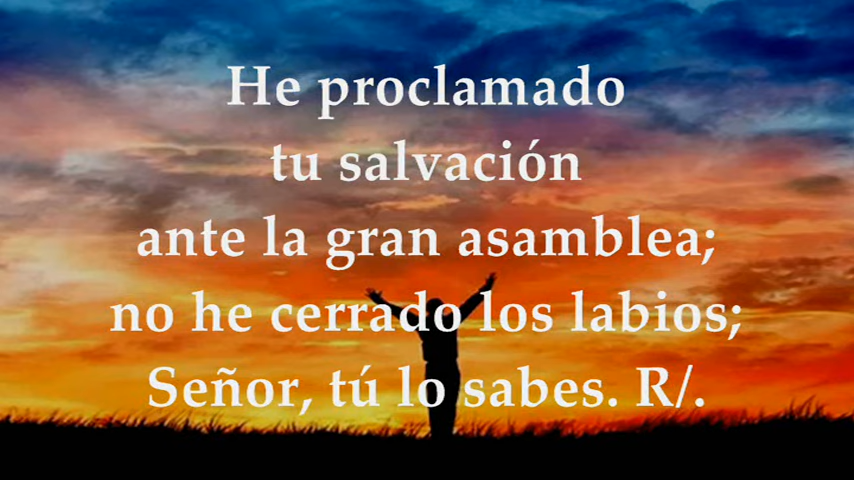 He proclamado
tu salvación
ante la gran asamblea;
no he cerrado los labios;
Señor, tú lo sabes. R/.